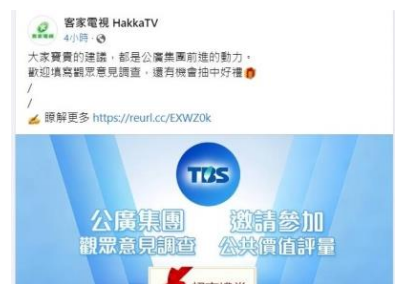 客家電視 HakkaTV
4小時
大家寶貴的建議，都是公廣集團前進的動力，
歡迎填寫觀眾意見調查，還有機會抽中好禮
/
/
瞭解更多 https://reurl.cc/EXWZ0k
TBS
公廣集團 邀請參加
觀眾意見調查 公共價值評量